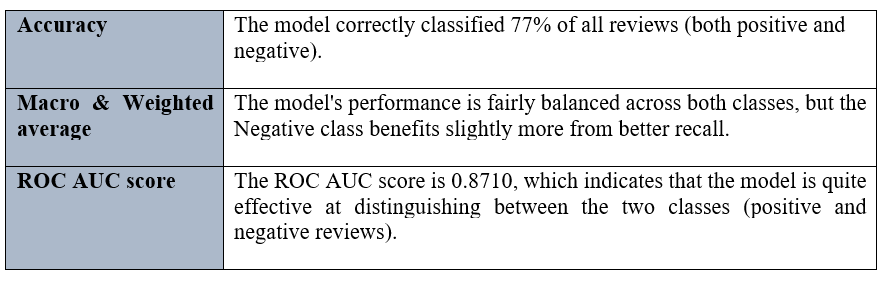 Accuracy
The model correctly classified 77% of all reviews (both positive and
negative).
Macro & Weighted
average
The model's performance is fairly balanced across both classes, but the
Negative class benefits slightly more from better recall.
ROC AUC score
The ROC AUC score is 0.8710, which indicates that the model is quite
effective at distinguishing between the two classes (positive and
negative reviews).